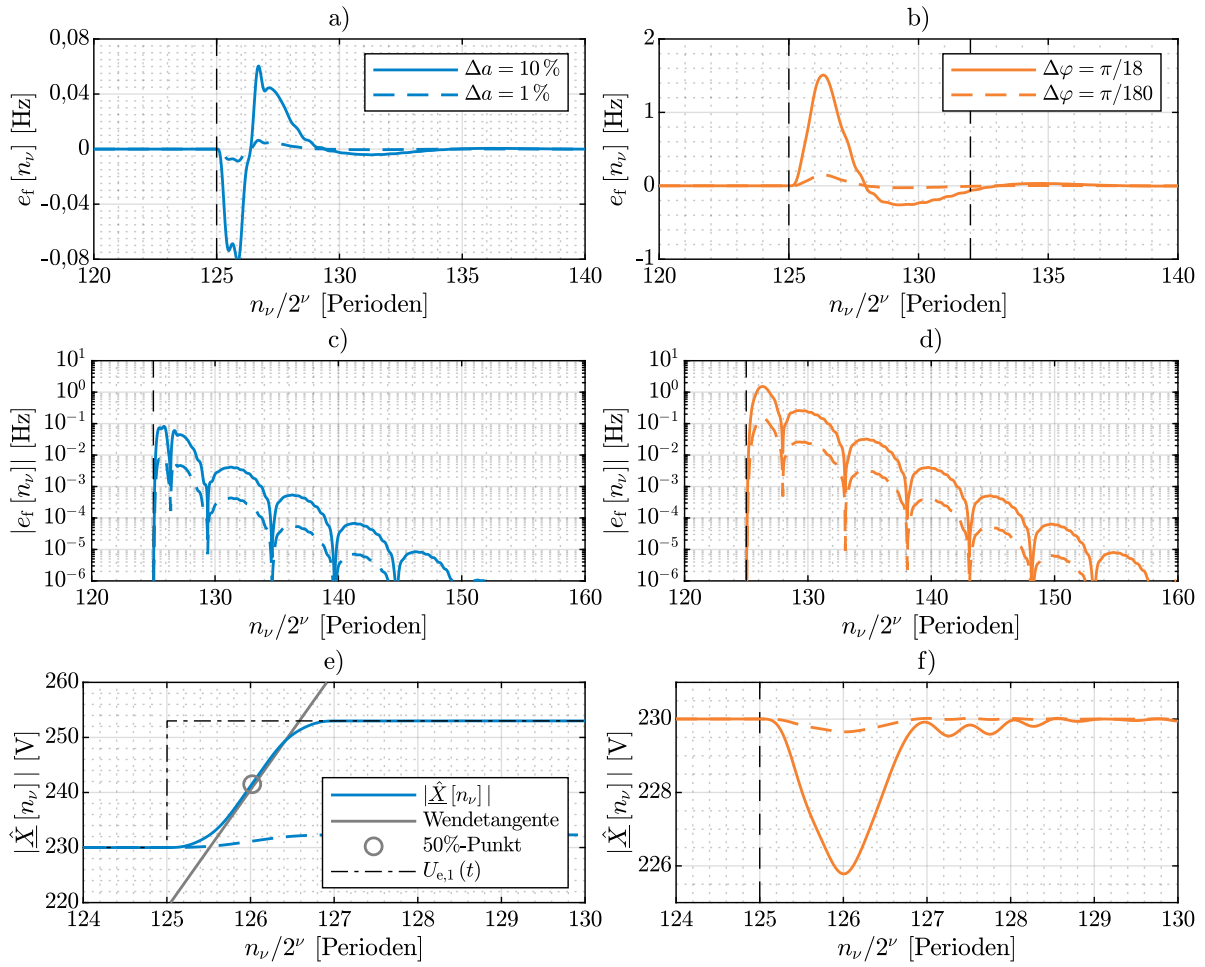 a)
0,08
0,04
0
-0,04
-0,08
e_f [n_ν] [Hz]
Δa = 10 %
Δa = 1 %
120 125 130 135 140
n_ν/2^ν [Perioden]
b)
2
1
0
-1
e_f [n_ν] [Hz]
Δφ = π/18
Δφ = π/180
120 125 130 135 140
n_ν/2^ν [Perioden]
c)
10^1
10^0
10^-1
10^-2
10^-3
10^-4
10^-5
10^-6
|e_f [n_ν]| [Hz]
120 130 140 150 160
n_ν/2^ν [Perioden]
d)
10^1
10^0
10^-1
10^-2
10^-3
10^-4
10^-5
10^-6
|e_f [n_ν]| [Hz]
120 130 140 150 160
n_ν/2^ν [Perioden]
e)
260
250
240
230
220
|X̲̂ [n_ν]| [V]
|X̲̂ [n_ν]|
Wendetangente
50%-Punkt
U_e,1 (t)
124 125 126 127 128 129 130
n_ν/2^ν [Perioden]
f)
230
228
226
|X̲̂ [n_ν]| [V]
124 125 126 127 128 129 130
n_ν/2^ν [Perioden]